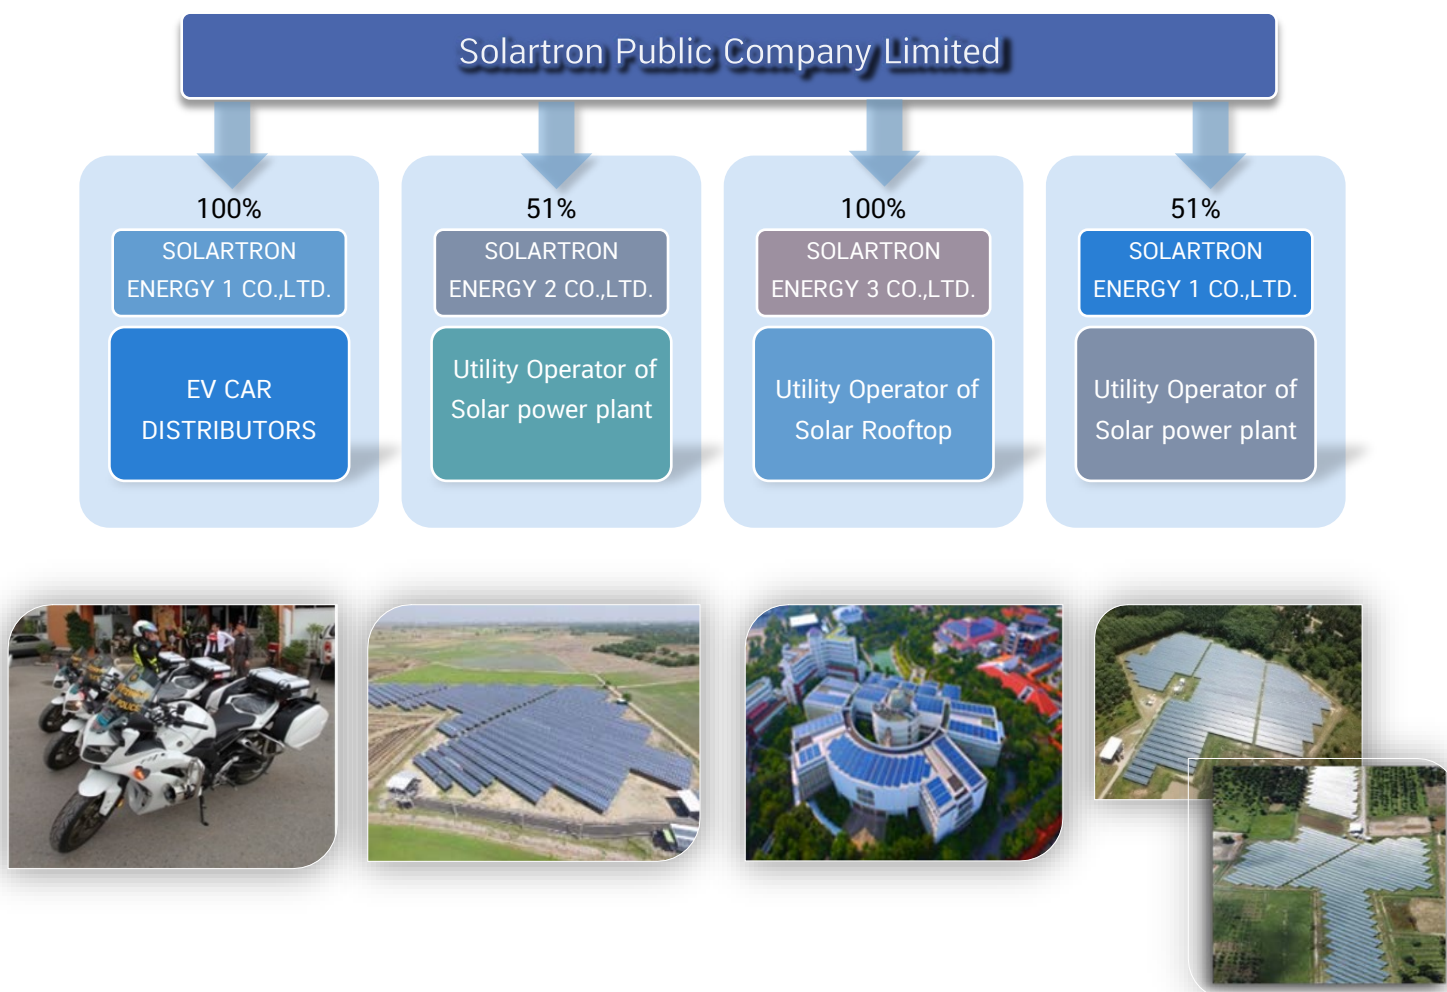 Solartron Public Company Limited
100%
SOLARTRON
ENERGY 1 CO.,LTD.
EV CAR
DISTRIBUTORS
51%
SOLARTRON
ENERGY 2 CO.,LTD.
Utility Operator of
Solar power plant
100%
SOLARTRON
ENERGY 3 CO.,LTD.
Utility Operator of
Solar Rooftop
51%
SOLARTRON
ENERGY 1 CO.,LTD.
Utility Operator of
Solar power plant